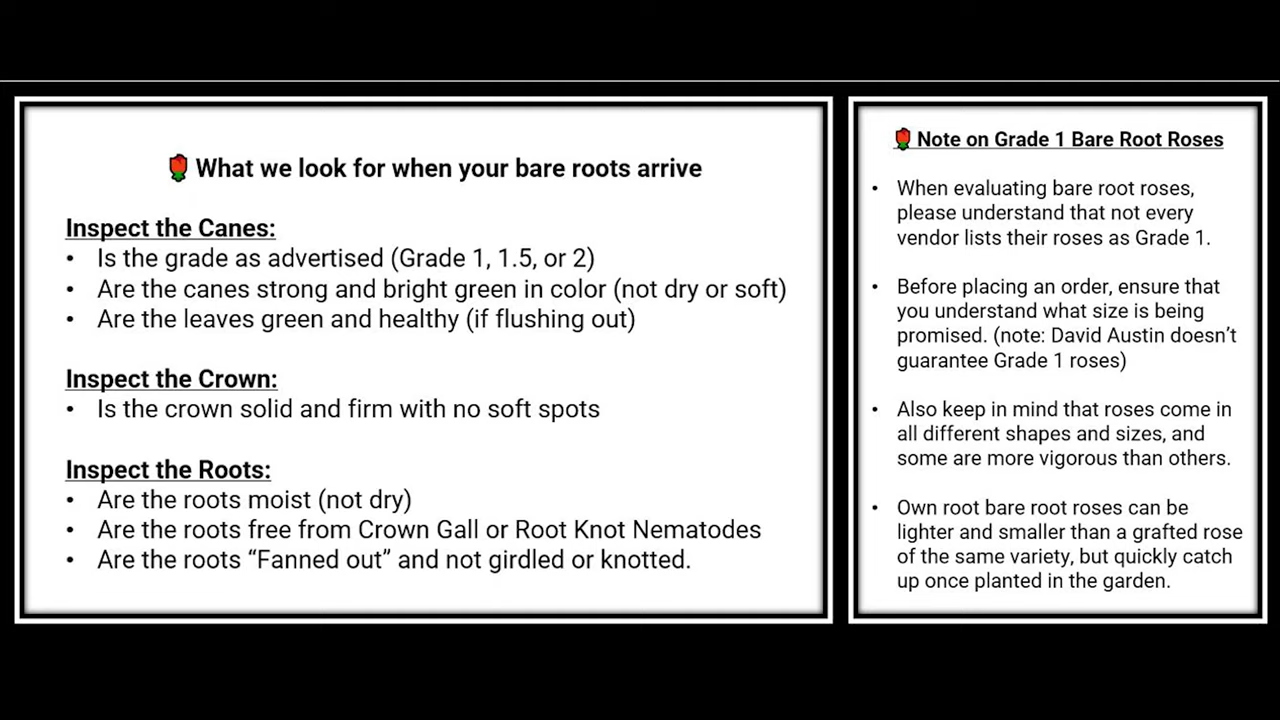 What we look for when your bare roots arrive
Inspect the Canes:
• Is the grade as advertised (Grade 1, 1.5, or 2)
• Are the canes strong and bright green in color (not dry or soft)
• Are the leaves green and healthy (if flushing out)
Inspect the Crown:
• Is the crown solid and firm with no soft spots
Inspect the Roots:
• Are the roots moist (not dry)
• Are the roots free from Crown Gall or Root Knot Nematodes
• Are the roots “Fanned out” and not girdled or knotted.
Note on Grade 1 Bare Root Roses
• When evaluating bare root roses,
please understand that not every
vendor lists their roses as Grade 1.
• Before placing an order, ensure that
you understand what size is being
promised. (note: David Austin doesn’t
guarantee Grade 1 roses)
• Also keep in mind that roses come in
all different shapes and sizes, and
some are more vigorous than others.
• Own root bare root roses can be
lighter and smaller than a grafted rose
of the same variety, but quickly catch
up once planted in the garden.